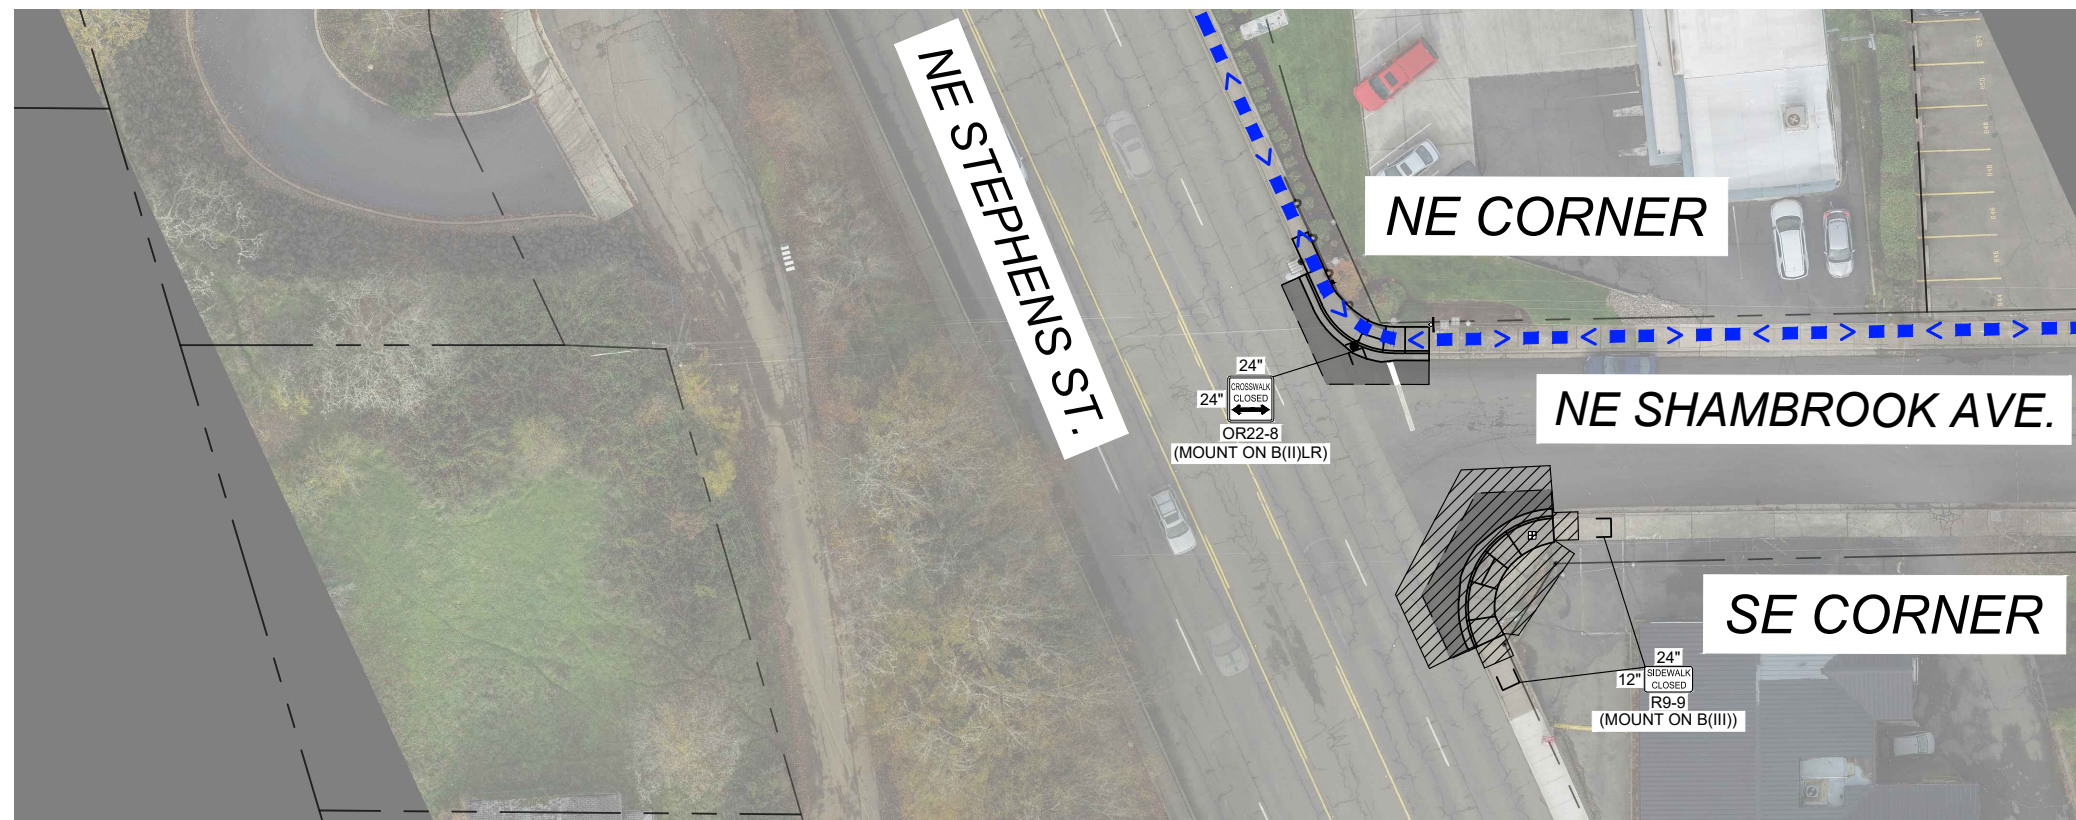 NE STEPHENS ST.
NE CORNER
NE SHAMBROOK AVE.
24"
24"
CROSSWALK
CLOSED
OR22-8
(MOUNT ON B(II)LR)
SE CORNER
24"
12"
SIDEWALK
CLOSED
R9-9
(MOUNT ON B(III))